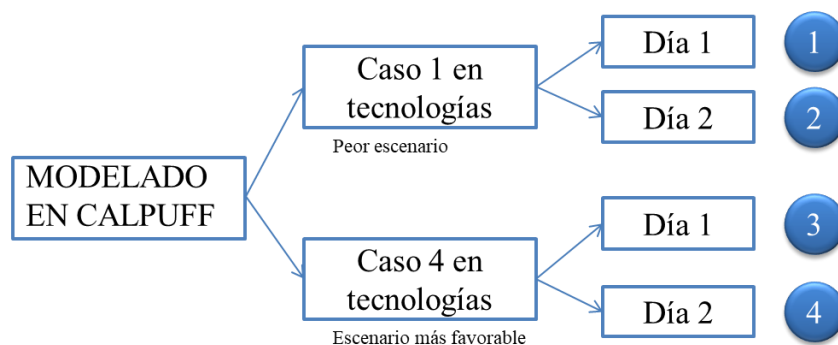 MODELADO
EN CALPUFF
Caso 1 en
tecnologías
Peor escenario
Día 1
1
Día 2
2
Caso 4 en
tecnologías
Escenario más favorable
Día 1
3
Día 2
4